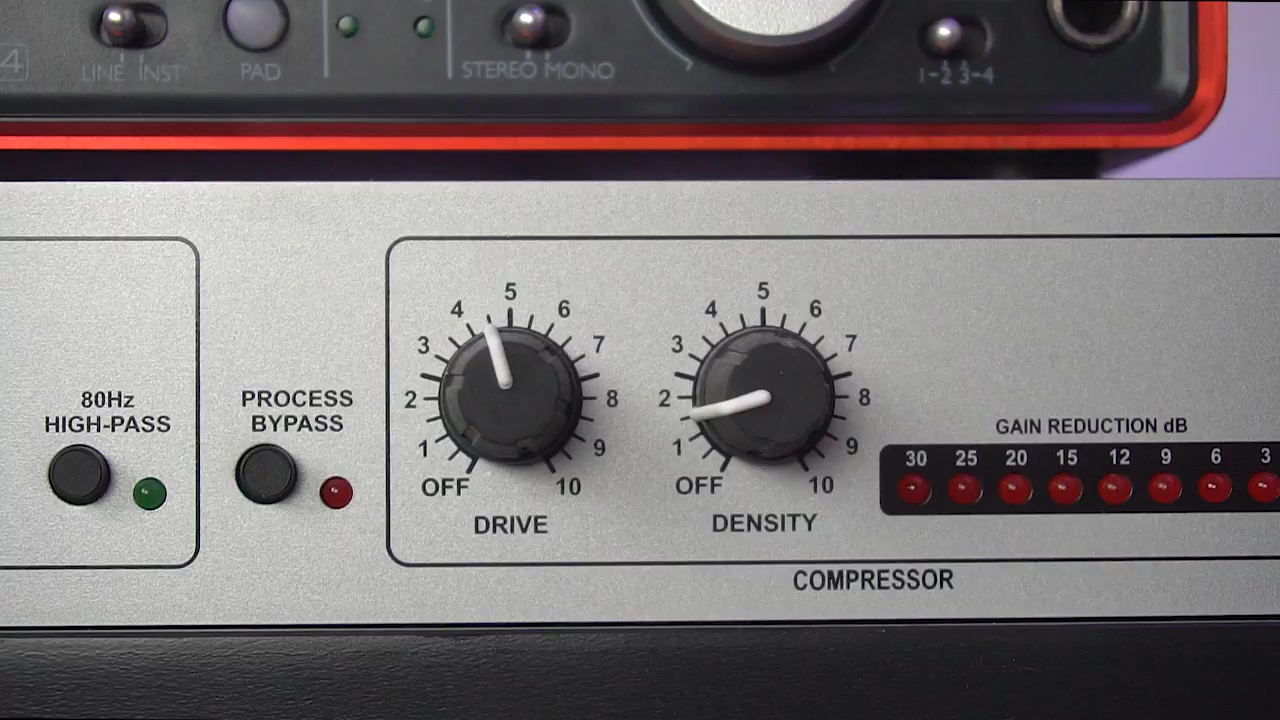 4
LINE INST
PAD
STEREO MONO
1-2 3-4
80Hz
HIGH-PASS
PROCESS
BYPASS
OFF 1 2 3 4 5 6 7 8 9 10
DRIVE
OFF 1 2 3 4 5 6 7 8 9 10
DENSITY
GAIN REDUCTION dB
30 25 20 15 12 9 6 3
COMPRESSOR